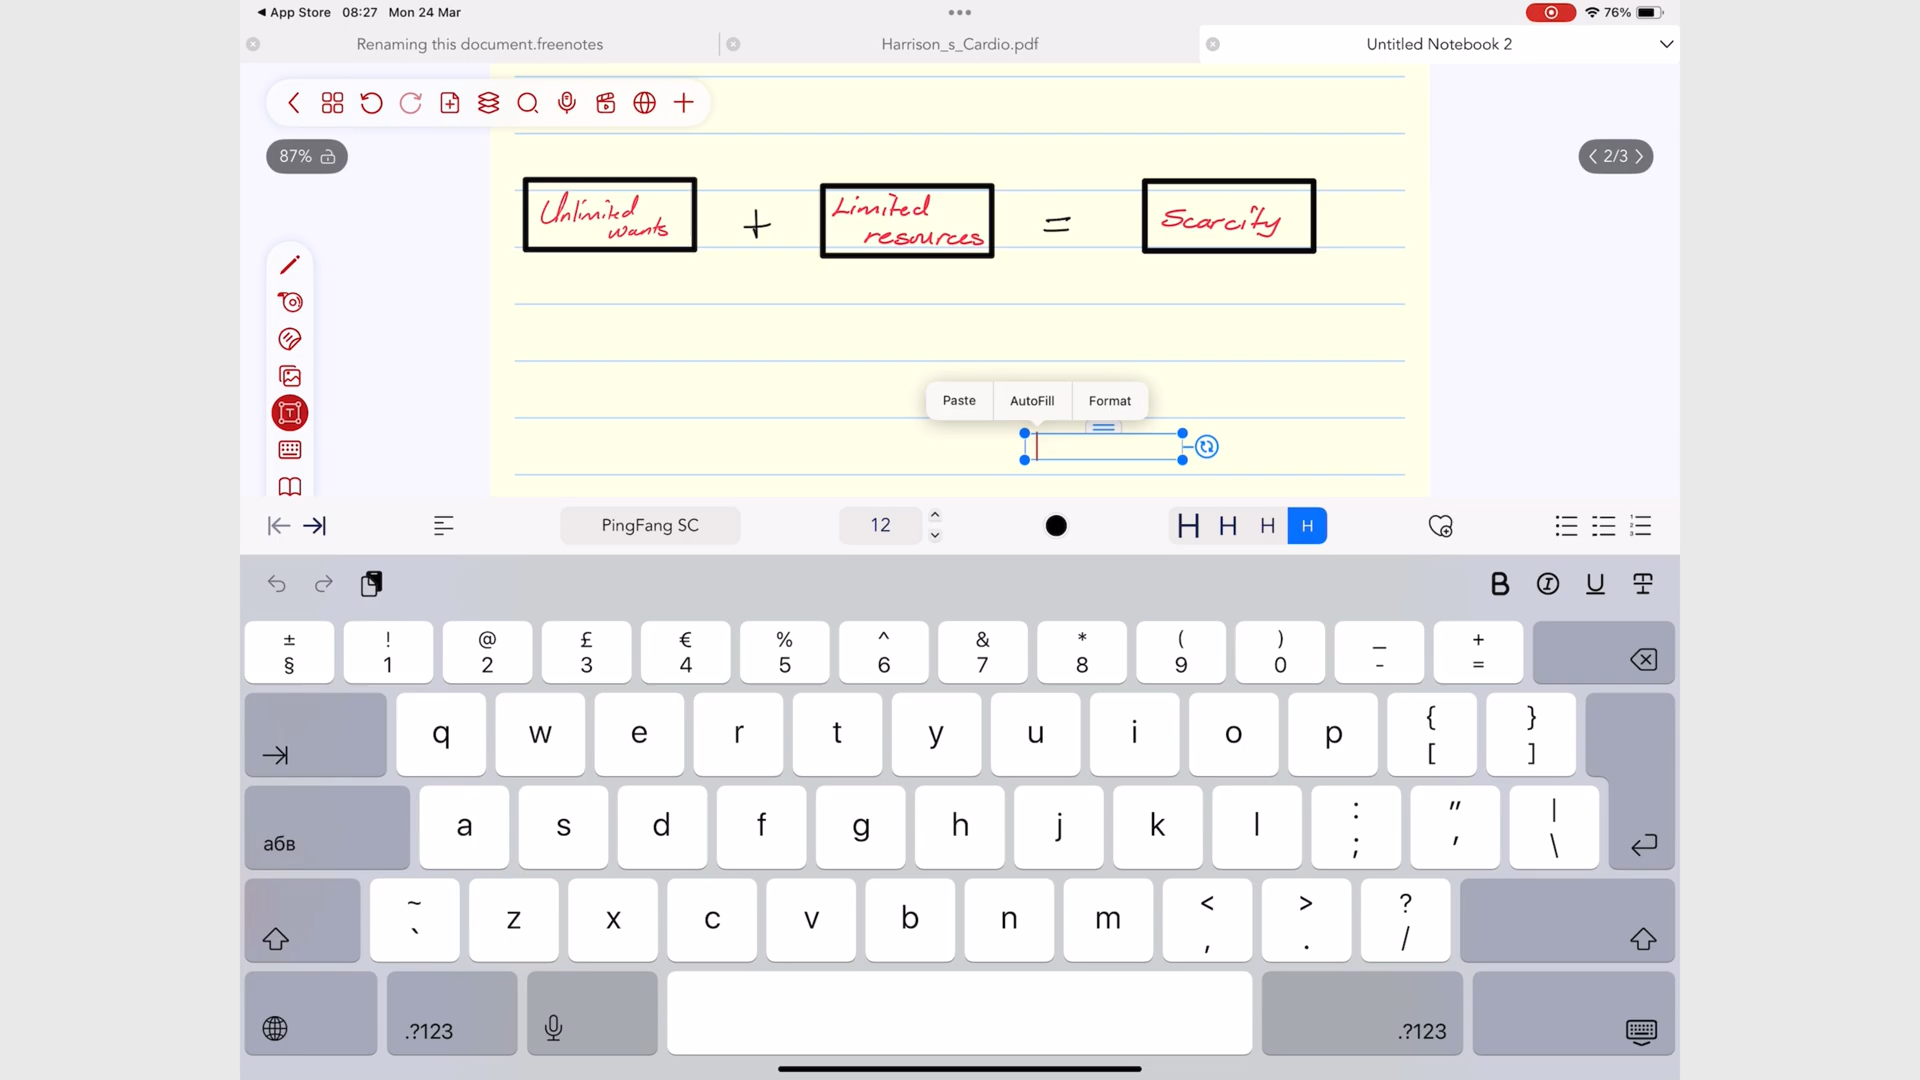 App Store 08:27 Mon 24 Mar
76%
Renaming this document.freenotes
Harrison_s_Cardio.pdf
Untitled Notebook 2
87%
2/3
Unlimited
wants
+
Limited
resources
=
Scarcity
Paste AutoFill Format
PingFang SC
12
H H H H
B I U T
± ! @ £ € % ^ & * ( ) _ +
§ 1 2 3 4 5 6 7 8 9 0 - =
q w e r t y u i o p { }
[ ]
абв a s d f g h j k l : " |
; ' \
~ z x c v b n m < > ?
` , . /
.?123 .?123